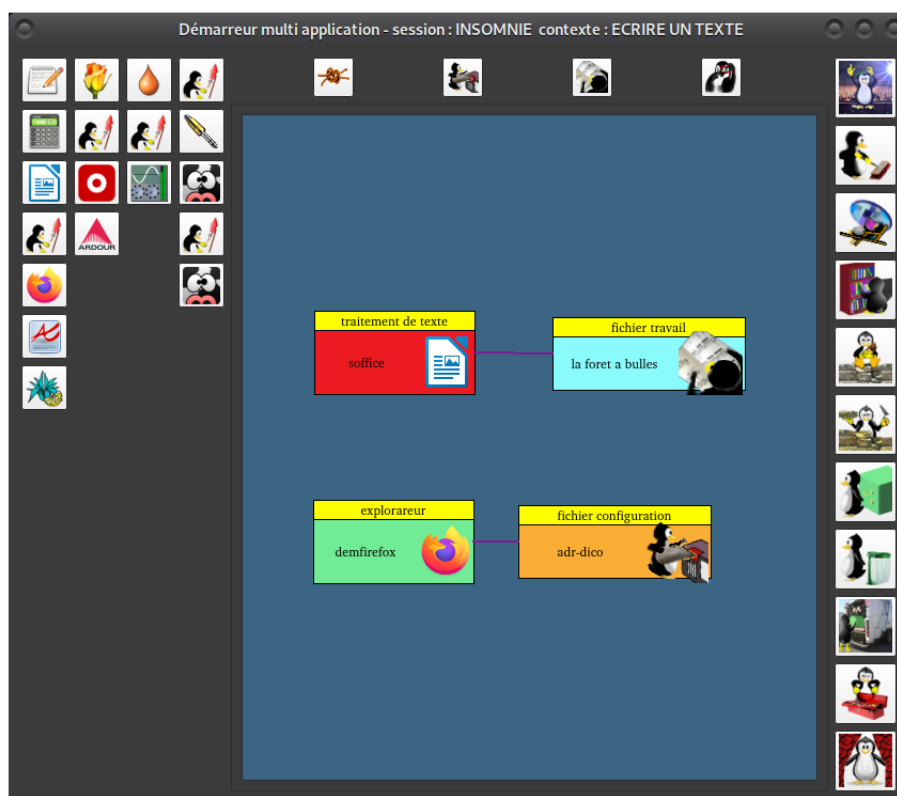 Démarreur multi application - session : INSOMNIE contexte : ECRIRE UN TEXTE
ARDOUR
traitement de texte
soffice
fichier travail
la foret a bulles
explorareur
demfirefox
fichier configuration
adr-dico